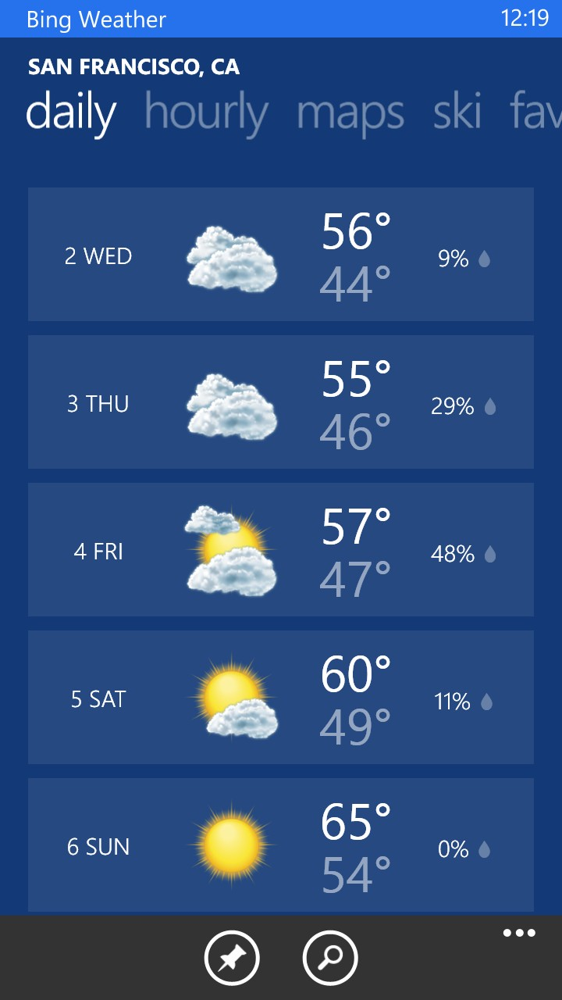 Bing Weather 12:19
SAN FRANCISCO, CA
daily hourly maps ski fav
2 WED 56° 44° 9%
3 THU 55° 46° 29%
4 FRI 57° 47° 48%
5 SAT 60° 49° 11%
6 SUN 65° 54° 0%